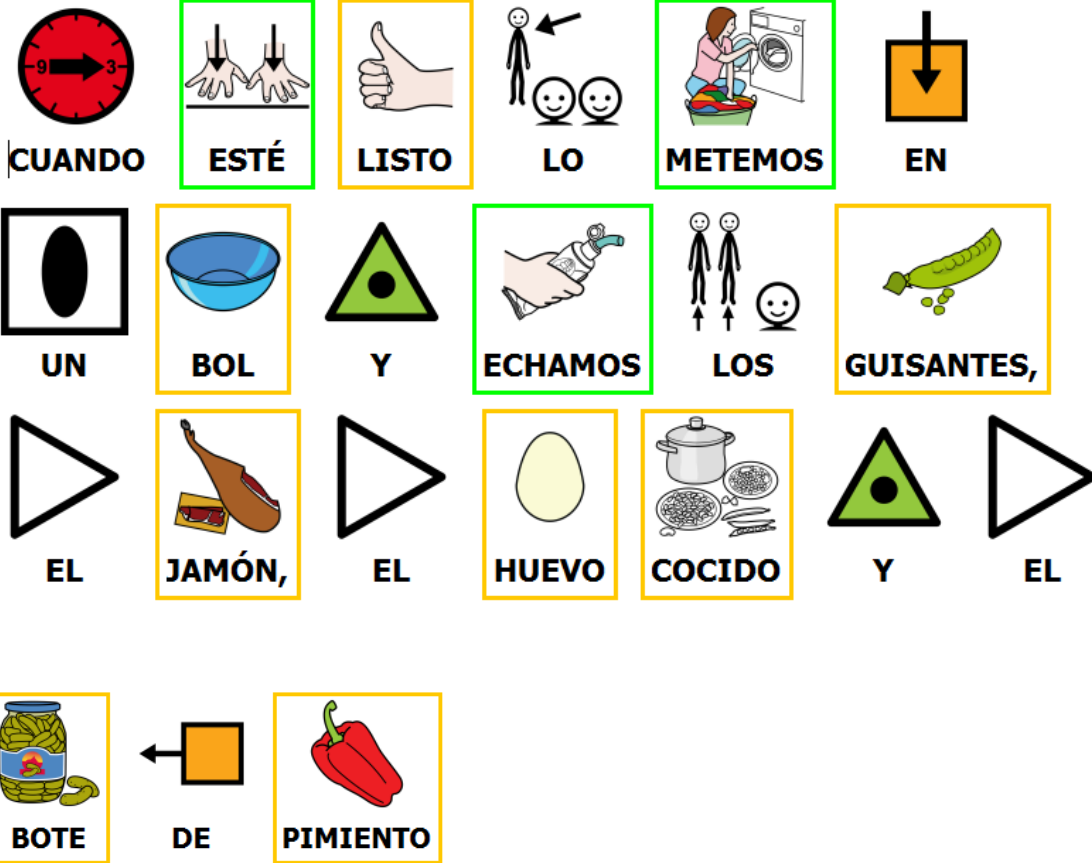 CUANDO ESTÉ LISTO LO METEMOS EN
UN BOL Y ECHAMOS LOS GUISANTES,
EL JAMÓN, EL HUEVO COCIDO Y EL
BOTE DE PIMIENTO